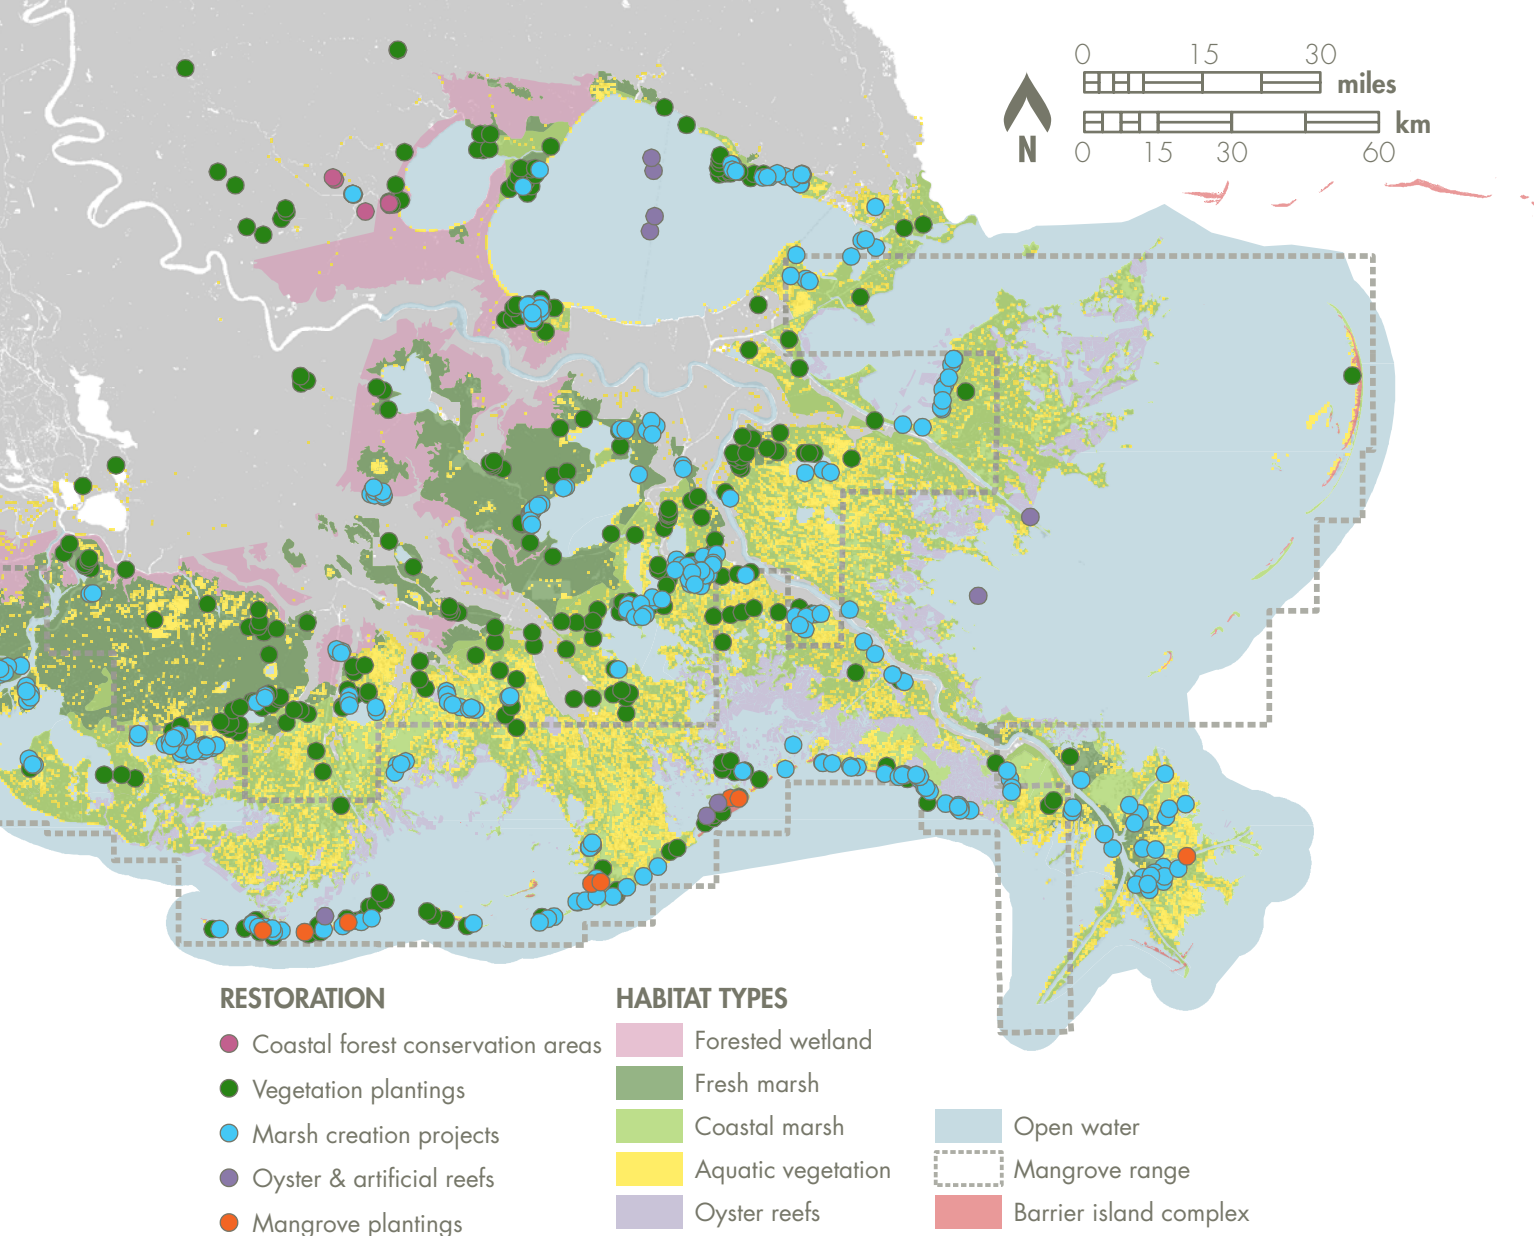 0 15 30
miles
km
0 15 30 60
N
RESTORATION
Coastal forest conservation areas
Vegetation plantings
Marsh creation projects
Oyster & artificial reefs
Mangrove plantings
HABITAT TYPES
Forested wetland
Fresh marsh
Coastal marsh
Aquatic vegetation
Oyster reefs
Open water
Mangrove range
Barrier island complex